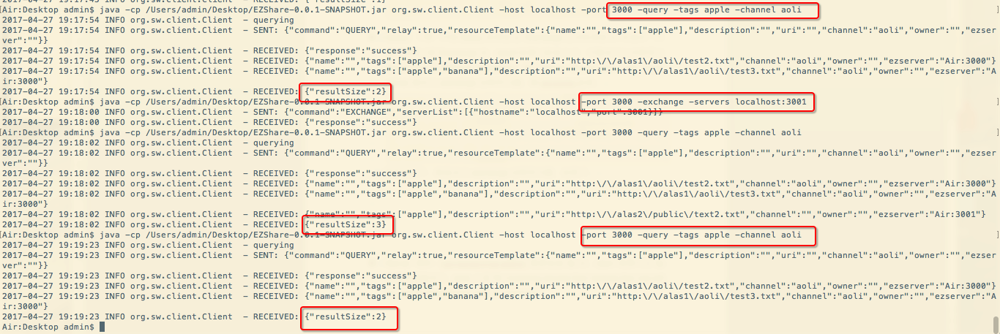 [Air:Desktop admin$ java -cp /Users/admin/Desktop/EZShare-0.0.1-SNAPSHOT.jar org.sw.client.Client -host localhost -port 3000 -query -tags apple -channel aoli ]
2017-04-27 19:17:54 INFO org.sw.client.Client - querying
2017-04-27 19:17:54 INFO org.sw.client.Client - SENT: {"command":"QUERY","relay":true,"resourceTemplate":{"name":"","tags":["apple"],"description":"","uri":"","channel":"aoli","owner":"","ezser
ver":""}}
2017-04-27 19:17:54 INFO org.sw.client.Client - RECEIVED: {"response":"success"}
2017-04-27 19:17:54 INFO org.sw.client.Client - RECEIVED: {"name":"","tags":["apple"],"description":"","uri":"http:\/\/alas1\/aoli\/test2.txt","channel":"aoli","owner":"","ezserver":"Air:3000"}
2017-04-27 19:17:54 INFO org.sw.client.Client - RECEIVED: {"name":"","tags":["apple","banana"],"description":"","uri":"http:\/\/alas1\/aoli\/test3.txt","channel":"aoli","owner":"","ezserver":"A
ir:3000"}
2017-04-27 19:17:54 INFO org.sw.client.Client - RECEIVED: {"resultSize":2}
[Air:Desktop admin$ java -cp /Users/admin/Desktop/EZShare-0.0.1-SNAPSHOT.jar org.sw.client.Client -host localhost -port 3000 -exchange -servers localhost:3001 ]
2017-04-27 19:18:00 INFO org.sw.client.Client - SENT: {"command":"EXCHANGE","serverList":[{"hostname":"localhost","port":3001}]}
2017-04-27 19:18:00 INFO org.sw.client.Client - RECEIVED: {"response":"success"}
[Air:Desktop admin$ java -cp /Users/admin/Desktop/EZShare-0.0.1-SNAPSHOT.jar org.sw.client.Client -host localhost -port 3000 -query -tags apple -channel aoli ]
2017-04-27 19:18:02 INFO org.sw.client.Client - querying
2017-04-27 19:18:02 INFO org.sw.client.Client - SENT: {"command":"QUERY","relay":true,"resourceTemplate":{"name":"","tags":["apple"],"description":"","uri":"","channel":"aoli","owner":"","ezser
ver":""}}
2017-04-27 19:18:02 INFO org.sw.client.Client - RECEIVED: {"response":"success"}
2017-04-27 19:18:02 INFO org.sw.client.Client - RECEIVED: {"name":"","tags":["apple"],"description":"","uri":"http:\/\/alas1\/aoli\/test2.txt","channel":"aoli","owner":"","ezserver":"Air:3000"}
2017-04-27 19:18:02 INFO org.sw.client.Client - RECEIVED: {"name":"","tags":["apple","banana"],"description":"","uri":"http:\/\/alas1\/aoli\/test3.txt","channel":"aoli","owner":"","ezserver":"A
ir:3000"}
2017-04-27 19:18:02 INFO org.sw.client.Client - RECEIVED: {"name":"","tags":["apple"],"description":"","uri":"http:\/\/alas2\/public\/text2.txt","channel":"","owner":"","ezserver":"Air:3001"}
2017-04-27 19:18:02 INFO org.sw.client.Client - RECEIVED: {"resultSize":3}
[Air:Desktop admin$ java -cp /Users/admin/Desktop/EZShare-0.0.1-SNAPSHOT.jar org.sw.client.Client -host localhost -port 3000 -query -tags apple -channel aoli ]
2017-04-27 19:19:23 INFO org.sw.client.Client - querying
2017-04-27 19:19:23 INFO org.sw.client.Client - SENT: {"command":"QUERY","relay":true,"resourceTemplate":{"name":"","tags":["apple"],"description":"","uri":"","channel":"aoli","owner":"","ezser
ver":""}}
2017-04-27 19:19:23 INFO org.sw.client.Client - RECEIVED: {"response":"success"}
2017-04-27 19:19:23 INFO org.sw.client.Client - RECEIVED: {"name":"","tags":["apple"],"description":"","uri":"http:\/\/alas1\/aoli\/test2.txt","channel":"aoli","owner":"","ezserver":"Air:3000"}
2017-04-27 19:19:23 INFO org.sw.client.Client - RECEIVED: {"name":"","tags":["apple","banana"],"description":"","uri":"http:\/\/alas1\/aoli\/test3.txt","channel":"aoli","owner":"","ezserver":"A
ir:3000"}
2017-04-27 19:19:23 INFO org.sw.client.Client - RECEIVED: {"resultSize":2}
Air:Desktop admin$